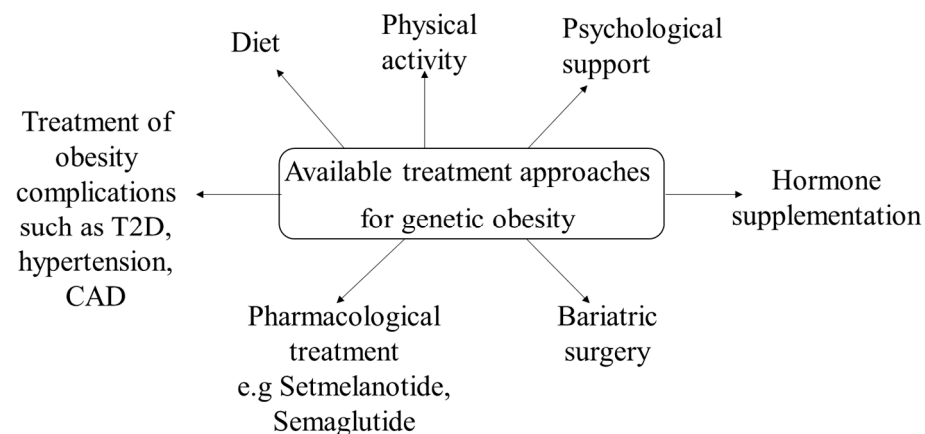 Diet
Physical
activity
Psychological
support
Treatment of
obesity
complications
such as T2D,
hypertension,
CAD
Available treatment approaches
for genetic obesity
Hormone
supplementation
Pharmacological
treatment
e.g Setmelanotide,
Semaglutide
Bariatric
surgery